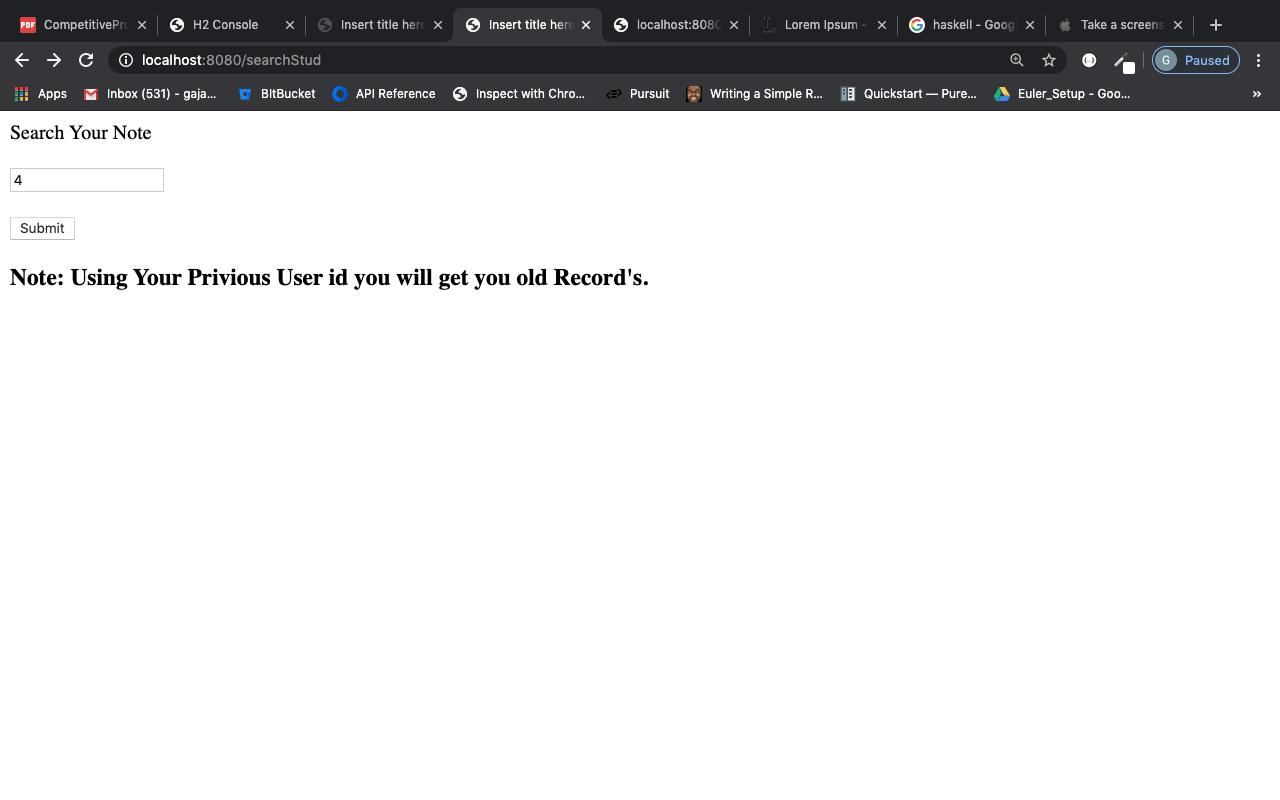 PDF CompetitivePro
H2 Console
Insert title here
Insert title here
localhost:8080
Lorem Ipsum -
haskell - Goog
Take a screens
localhost:8080/searchStud
G Paused
Apps
Inbox (531) - gaja...
BitBucket
API Reference
Inspect with Chro...
Pursuit
Writing a Simple R...
Quickstart — Pure...
Euler_Setup - Goo...
»
Search Your Note
4
Submit
Note: Using Your Privious User id you will get you old Record's.